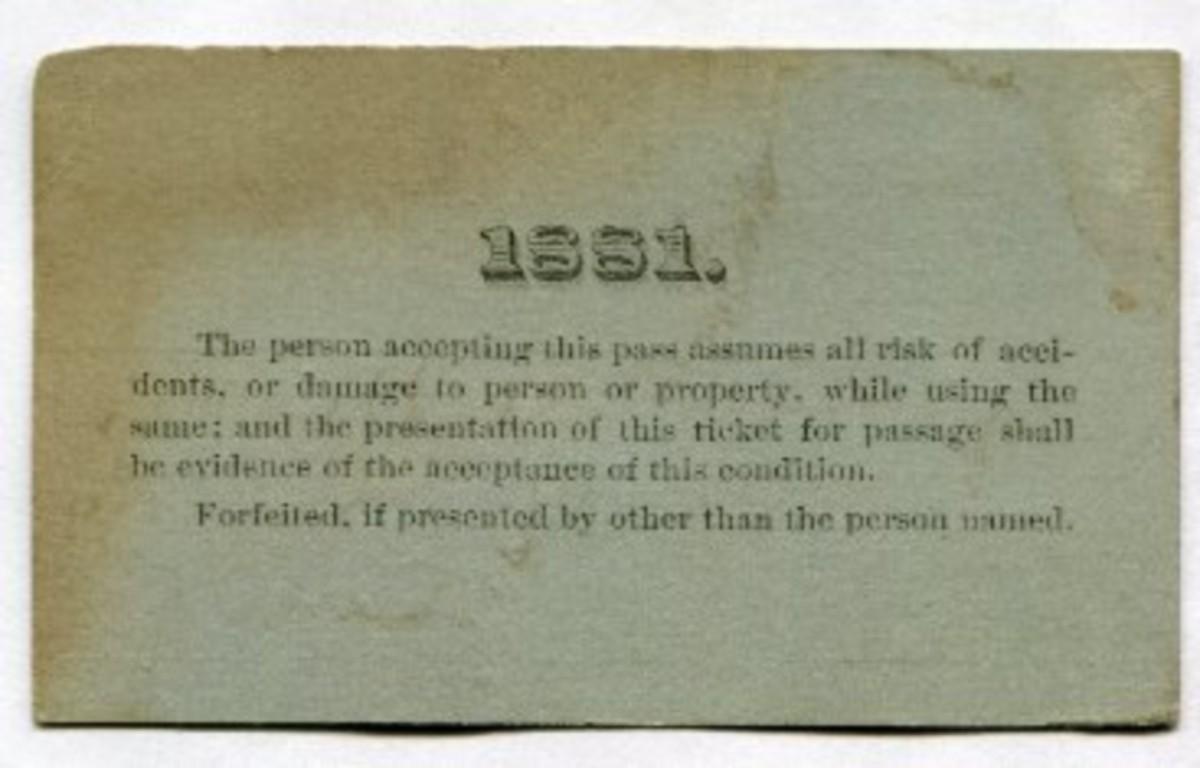 1881.
The person accepting this pass assumes all risk of acci-
dents, or damage to person or property, while using the
same; and the presentation of this ticket for passage shall
be evidence of the acceptance of this condition.
Forfeited, if presented by other than the person named.